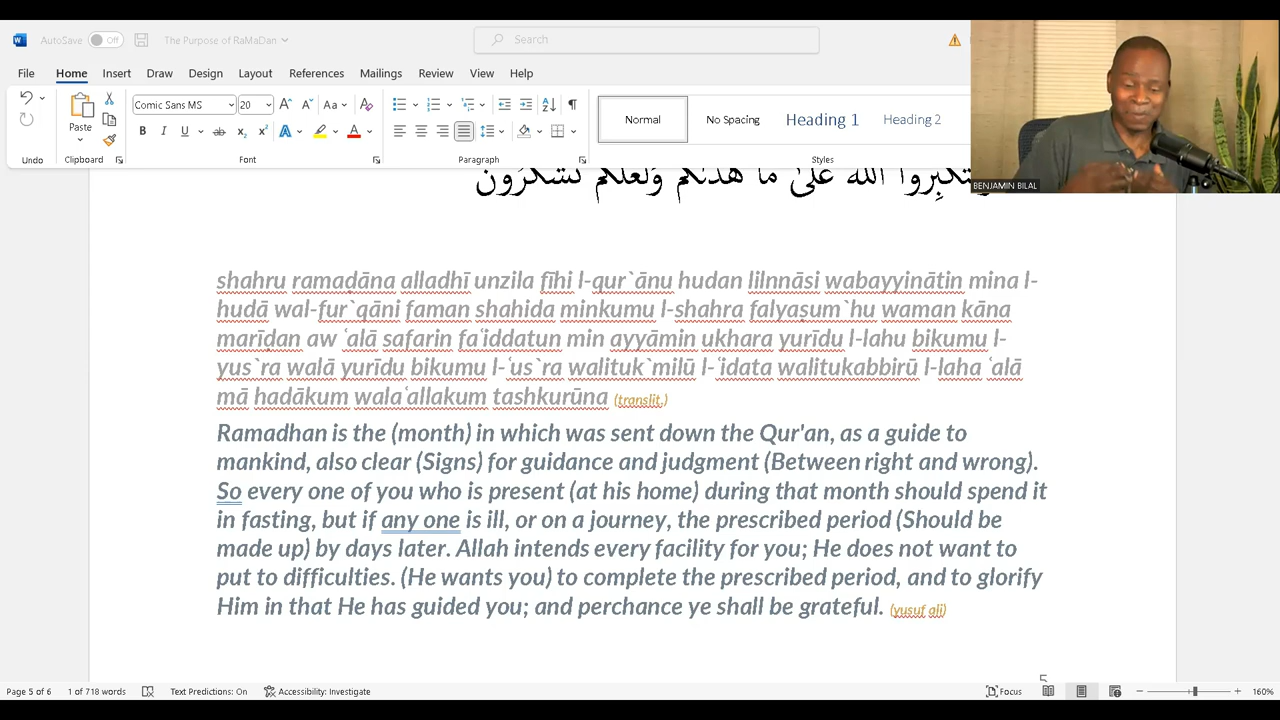 AutoSave Off The Purpose of RaMaDan Search
File Home Insert Draw Design Layout References Mailings Review View Help
Comic Sans MS 20
Paste
Normal No Spacing Heading 1 Heading 2
Undo Clipboard Font Paragraph Styles
BENJAMIN BILAL
الله على ما هدىكم ولعلكم تشكرون
shahru ramaḍāna alladhī unzila fīhi l-qur`ānu hudan lilnnāsi wabayyinātin mina l-
hudā wal-fur`qāni faman shahida minkumu l-shahra falyaṣum`hu waman kāna
marīḍan aw ʿalā safarin faʿiddatun min ayyāmin ukhara yurīdu l-lahu bikumu l-
yus`ra walā yurīdu bikumu l-ʿus`ra walituk`milū l-ʿidata walitukabbirū l-laha ʿalā
mā hadākum walaʿallakum tashkurūna (translit.)
Ramadhan is the (month) in which was sent down the Qur'an, as a guide to
mankind, also clear (Signs) for guidance and judgment (Between right and wrong).
So every one of you who is present (at his home) during that month should spend it
in fasting, but if any one is ill, or on a journey, the prescribed period (Should be
made up) by days later. Allah intends every facility for you; He does not want to
put to difficulties. (He wants you) to complete the prescribed period, and to glorify
Him in that He has guided you; and perchance ye shall be grateful. (yusuf ali)
5
Page 5 of 6 1 of 718 words Text Predictions: On Accessibility: Investigate Focus 160%